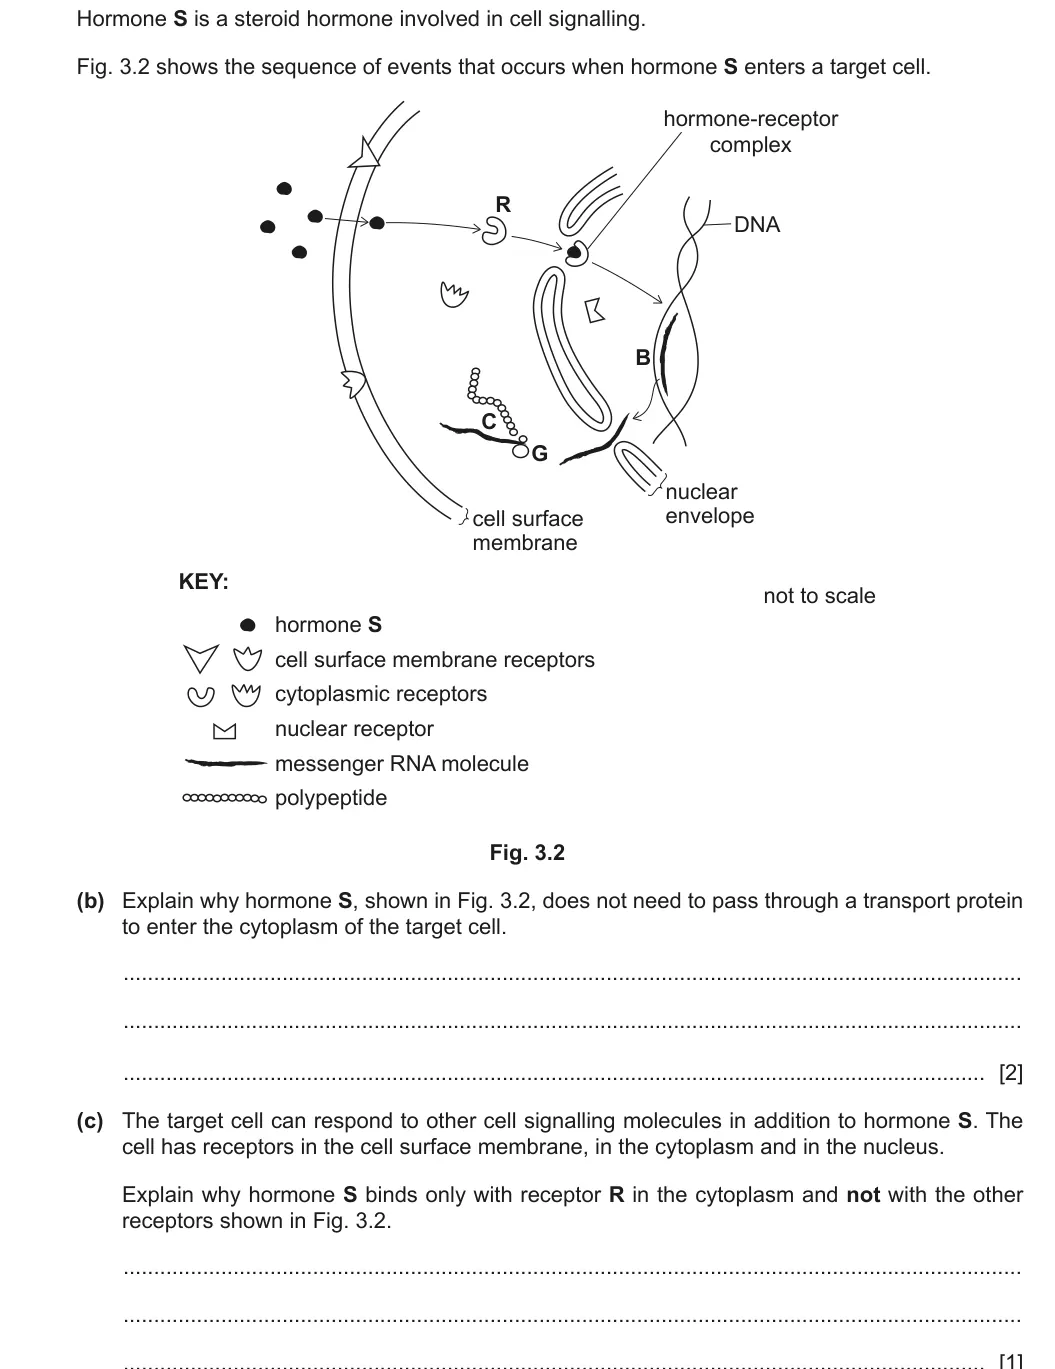 Hormone S is a steroid hormone involved in cell signalling.
Fig. 3.2 shows the sequence of events that occurs when hormone S enters a target cell.
hormone-receptor
complex
R
DNA
B
C
G
nuclear
envelope
cell surface
membrane
KEY:
not to scale
hormone S
cell surface membrane receptors
cytoplasmic receptors
nuclear receptor
messenger RNA molecule
polypeptide
Fig. 3.2
(b) Explain why hormone S, shown in Fig. 3.2, does not need to pass through a transport protein
to enter the cytoplasm of the target cell.
[2]
(c) The target cell can respond to other cell signalling molecules in addition to hormone S. The
cell has receptors in the cell surface membrane, in the cytoplasm and in the nucleus.
Explain why hormone S binds only with receptor R in the cytoplasm and not with the other
receptors shown in Fig. 3.2.
[1]